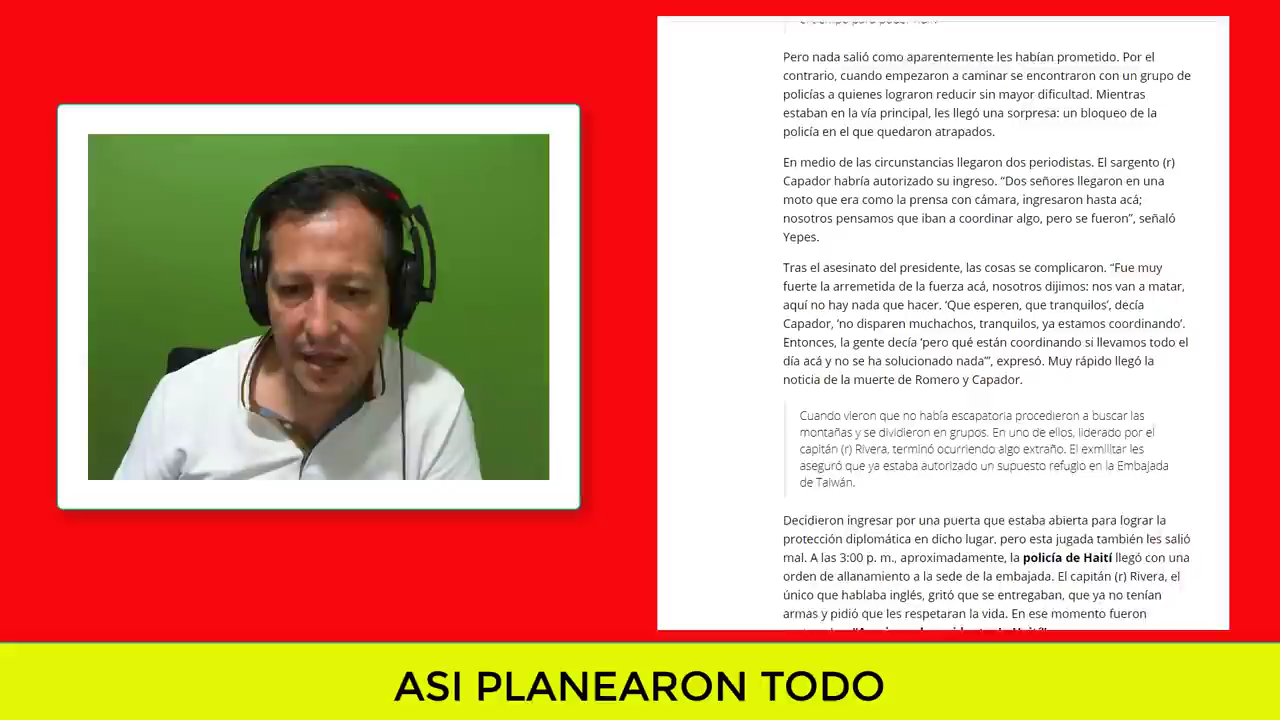 Pero nada salió como aparentemente les habían prometido. Por el
contrario, cuando empezaron a caminar se encontraron con un grupo de
policías a quienes lograron reducir sin mayor dificultad. Mientras
estaban en la vía principal, les llegó una sorpresa: un bloqueo de la
policía en el que quedaron atrapados.
En medio de las circunstancias llegaron dos periodistas. El sargento (r)
Capador habría autorizado su ingreso. “Dos señores llegaron en una
moto que era como la prensa con cámara, ingresaron hasta acá;
nosotros pensamos que iban a coordinar algo, pero se fueron”, señaló
Yepes.
Tras el asesinato del presidente, las cosas se complicaron. “Fue muy
fuerte la arremetida de la fuerza acá, nosotros dijimos: nos van a matar,
aquí no hay nada que hacer. ‘Que esperen, que tranquilos’, decía
Capador, ‘no disparen muchachos, tranquilos, ya estamos coordinando’.
Entonces, la gente decía ‘pero qué están coordinando si llevamos todo el
día acá y no se ha solucionado nada’”, expresó. Muy rápido llegó la
noticia de la muerte de Romero y Capador.
Cuando vieron que no había escapatoria procedieron a buscar las
montañas y se dividieron en grupos. En uno de ellos, liderado por el
capitán (r) Rivera, terminó ocurriendo algo extraño. El exmilitar les
aseguró que ya estaba autorizado un supuesto refugio en la Embajada
de Taiwán.
Decidieron ingresar por una puerta que estaba abierta para lograr la
protección diplomática en dicho lugar, pero esta jugada también les salió
mal. A las 3:00 p. m., aproximadamente, la policía de Haití llegó con una
orden de allanamiento a la sede de la embajada. El capitán (r) Rivera, el
único que hablaba inglés, gritó que se entregaban, que ya no tenían
armas y pidió que les respetaran la vida. En ese momento fueron
ASI PLANEARON TODO